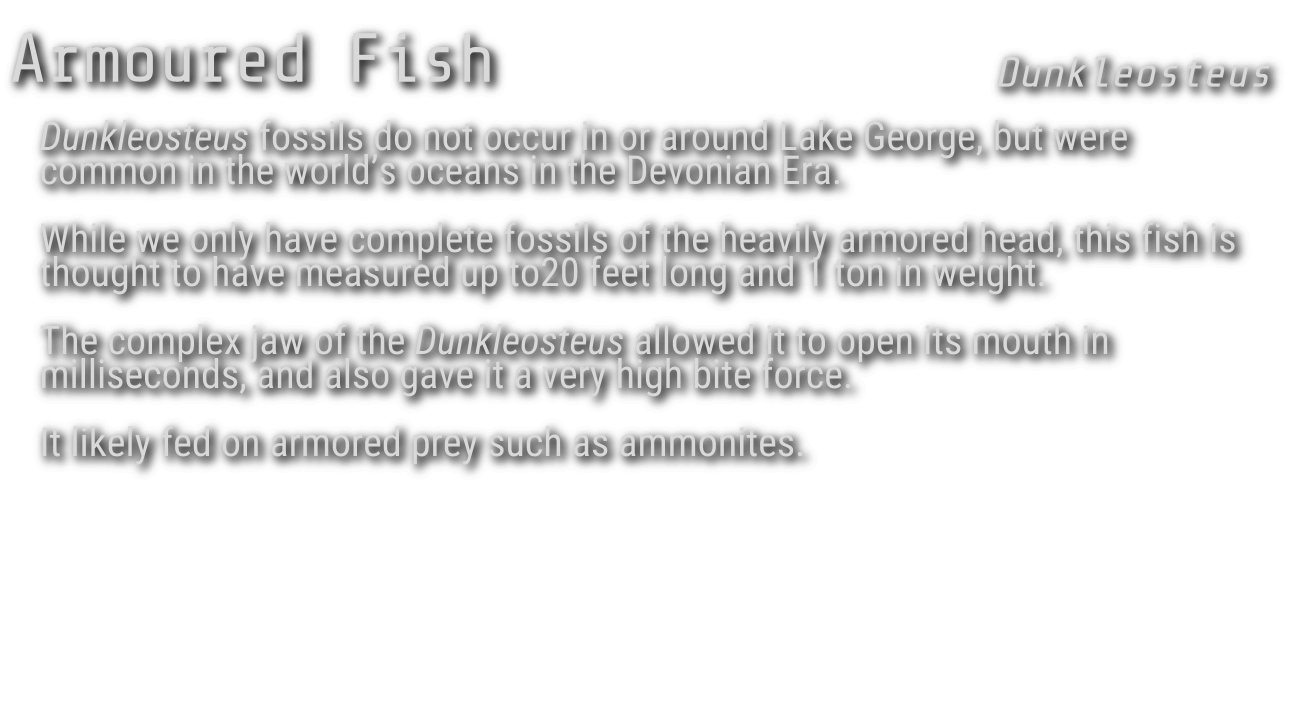 Armoured Fish
Dunkleosteus
Dunkleosteus fossils do not occur in or around Lake George, but were
common in the world's oceans in the Devonian Era.
While we only have complete fossils of the heavily armored head, this fish is
thought to have measured up to20 feet long and 1 ton in weight.
The complex jaw of the Dunkleosteus allowed it to open its mouth in
milliseconds, and also gave it a very high bite force.
It likely fed on armored prey such as ammonites.